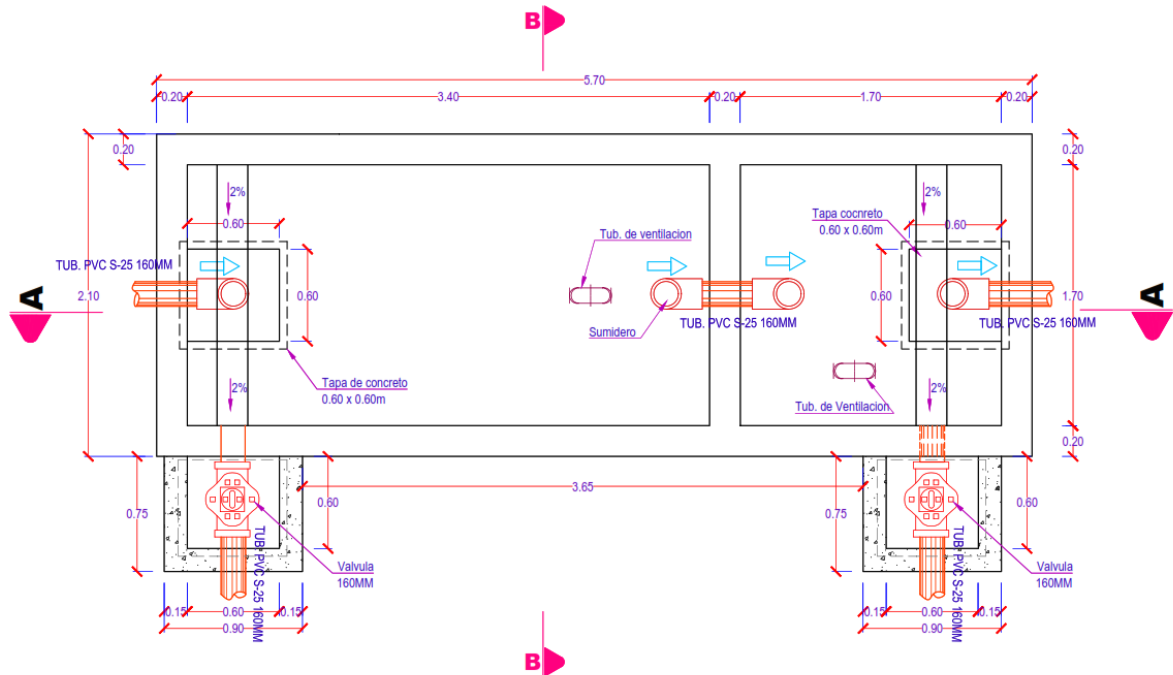 B
5.70
0.20
3.40
0.20
1.70
0.20
0.20
0.20
2%
2%
0.60
Tapa cocnreto
0.60 x 0.60m
0.60
Tub. de ventilacion
TUB. PVC S-25 160MM
A
2.10
0.60
Sumidero
TUB. PVC S-25 160MM
0.60
1.70
TUB. PVC S-25 160MM
A
Tapa de concreto
0.60 x 0.60m
2%
Tub. de Ventilacion
2%
0.20
3.65
0.75
0.60
0.75
0.60
TUB. PVC S-25 160MM
Valvula
160MM
TUB. PVC S-25 160MM
Valvula
160MM
0.15
0.60
0.15
0.90
0.15
0.60
0.15
0.90
B